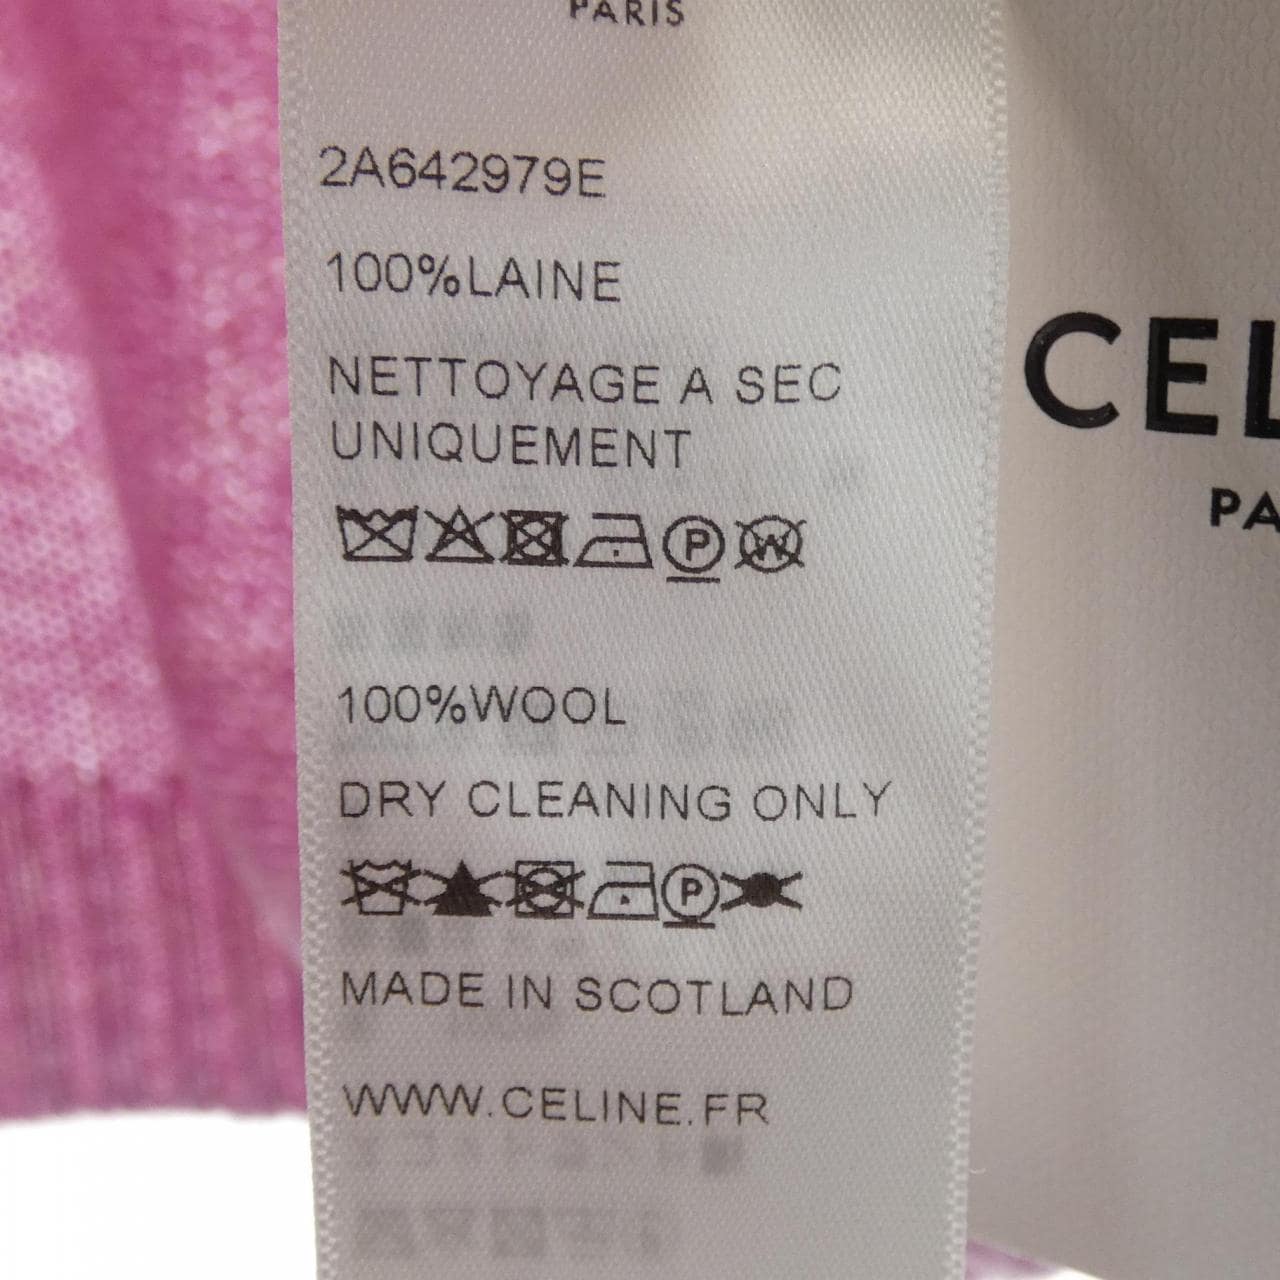 PARIS
2A642979E
100%LAINE
NETTOYAGE A SEC
UNIQUEMENT
P W
100%WOOL
DRY CLEANING ONLY
P
MADE IN SCOTLAND
WWW.CELINE.FR
CEL
PA